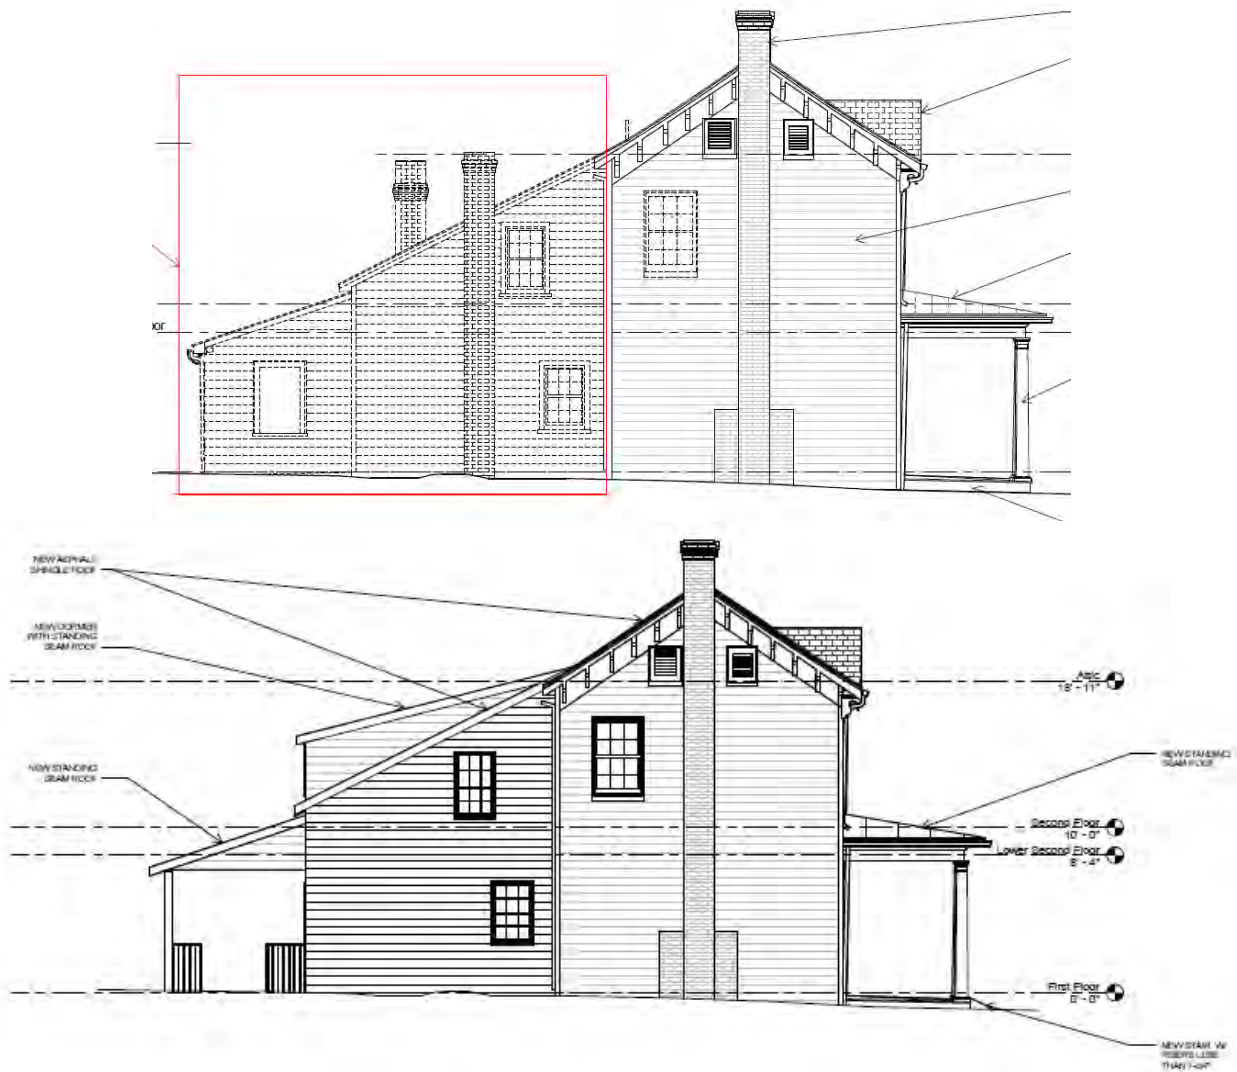 oor
NEW ASPHALT
SHINGLE ROOF
NEW DORMER
WITH STANDING
SEAM ROOF
NEW STANDING
SEAM ROOF
Attic
18' - 11"
NEW STANDING
SEAM ROOF
Second Floor
10' - 0"
Lower Second Floor
8' - 4"
First Floor
0' - 0"
NEW STAIR W/
RISERS LESS
THAN